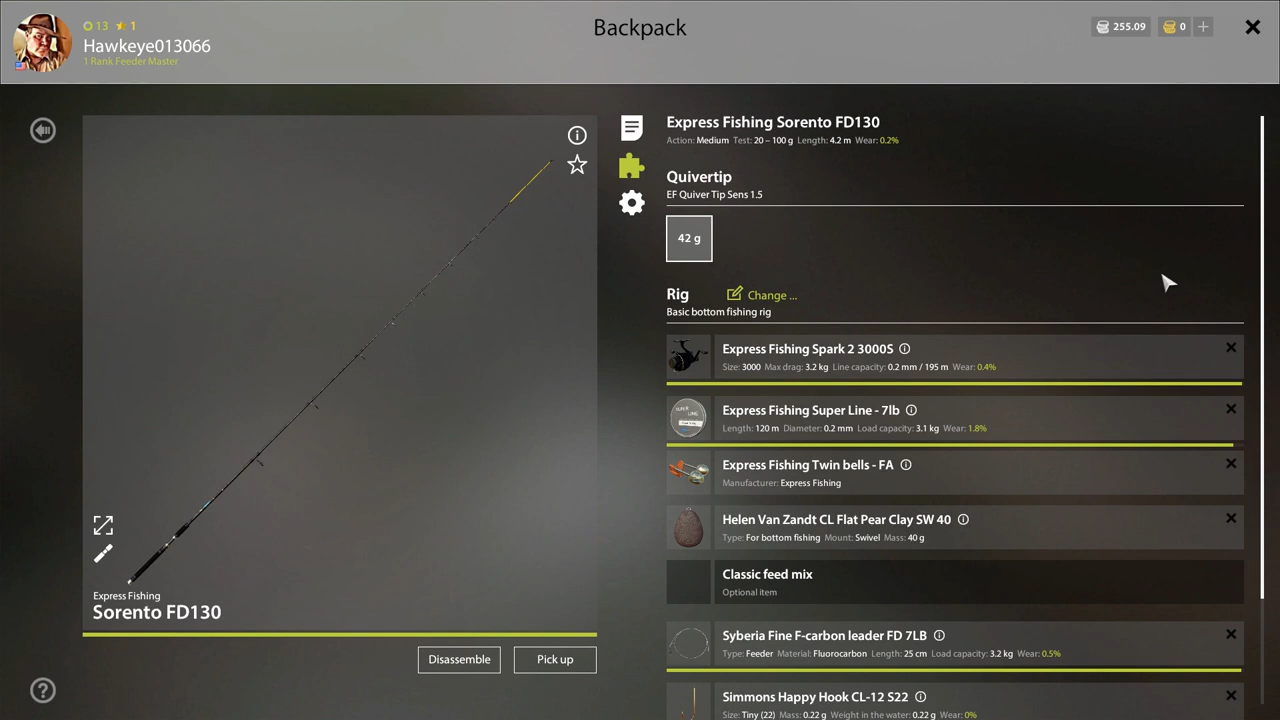 13 1
Hawkeye013066
1 Rank Feeder Master
Backpack
255.09
0
Express Fishing
Sorento FD130
Disassemble
Pick up
Express Fishing Sorento FD130
Action: Medium Test: 20 – 100 g Length: 4.2 m Wear: 0.2%
Quivertip
EF Quiver Tip Sens 1.5
42 g
Rig
Change ...
Basic bottom fishing rig
Express Fishing Spark 2 3000S
Size: 3000 Max drag: 3.2 kg Line capacity: 0.2 mm / 195 m Wear: 0.4%
Express Fishing Super Line - 7lb
Length: 120 m Diameter: 0.2 mm Load capacity: 3.1 kg Wear: 1.8%
Express Fishing Twin bells - FA
Manufacturer: Express Fishing
Helen Van Zandt CL Flat Pear Clay SW 40
Type: For bottom fishing Mount: Swivel Mass: 40 g
Classic feed mix
Optional item
Syberia Fine F-carbon leader FD 7LB
Type: Feeder Material: Fluorocarbon Length: 25 cm Load capacity: 3.2 kg Wear: 0.5%
Simmons Happy Hook CL-12 S22
Size: Tiny (22) Mass: 0.22 g Weight in the water: 0.22 g Wear: 0%